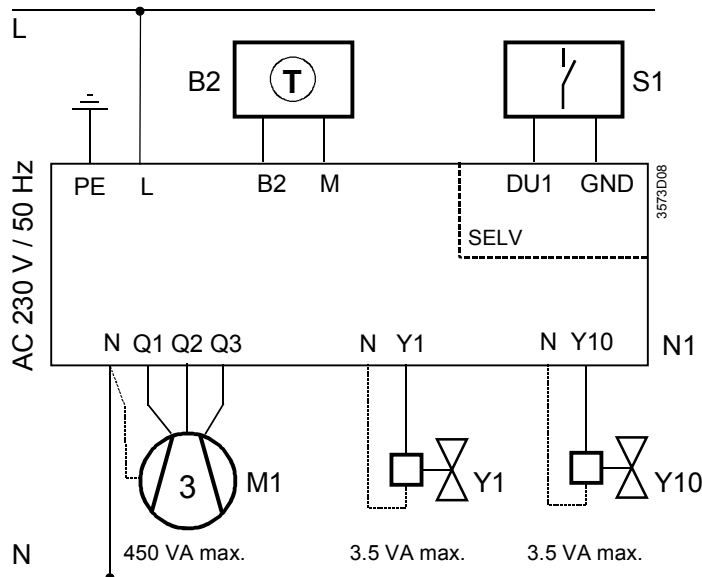 L
B2 T S1
PE L B2 M DU1 GND
3573D08
SELV
AC 230 V / 50 Hz
N Q1 Q2 Q3 N Y1 N Y10 N1
3 M1 Y1 Y10
N 450 VA max. 3.5 VA max. 3.5 VA max.